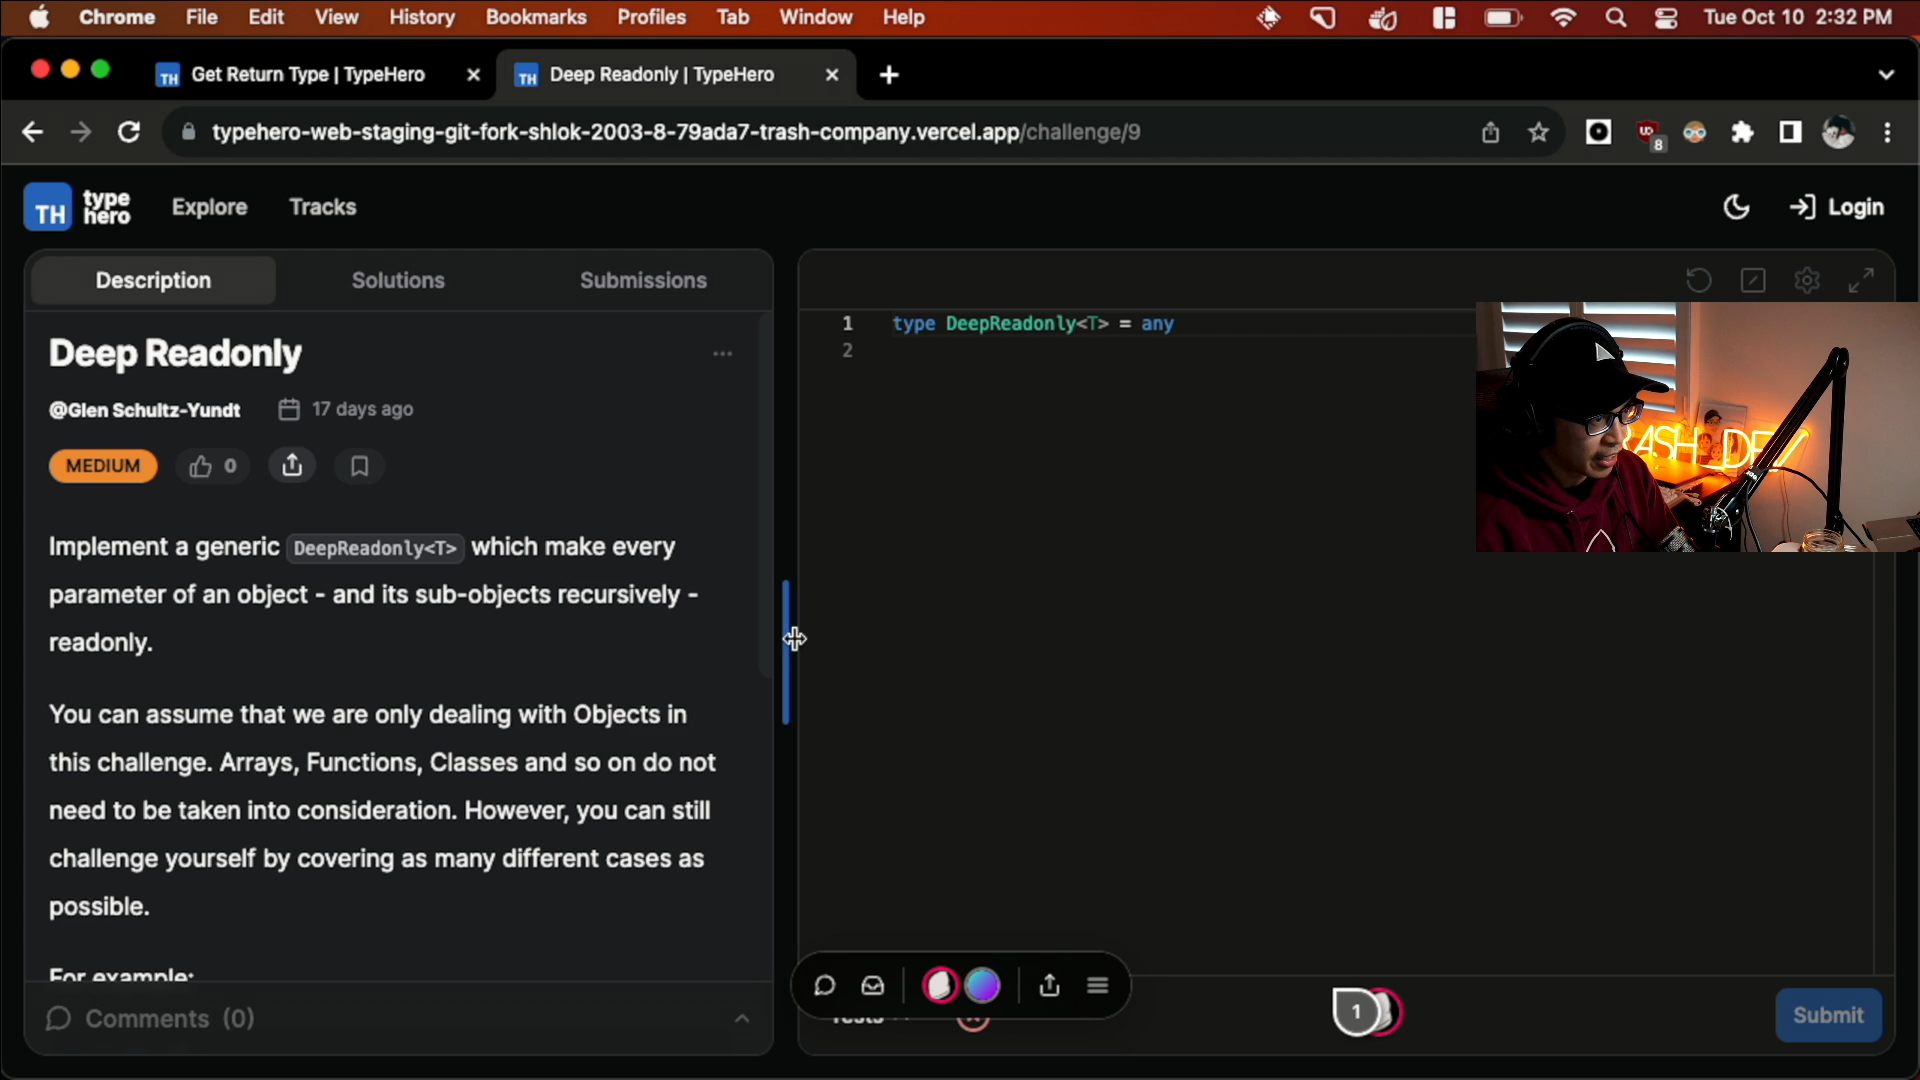 Chrome File Edit View History Bookmarks Profiles Tab Window Help Tue Oct 10 2:32 PM
Get Return Type | TypeHero Deep Readonly | TypeHero
typehero-web-staging-git-fork-shlok-2003-8-79ada7-trash-company.vercel.app/challenge/9
8
TH type hero Explore Tracks Login
Description Solutions Submissions
Deep Readonly
@Glen Schultz-Yundt 17 days ago
MEDIUM 0
Implement a generic DeepReadonly<T> which make every
parameter of an object - and its sub-objects recursively -
readonly.
You can assume that we are only dealing with Objects in
this challenge. Arrays, Functions, Classes and so on do not
need to be taken into consideration. However, you can still
challenge yourself by covering as many different cases as
possible.
For example:
Comments (0)
1 type DeepReadonly<T> = any
2
RASH_DEV
Tests
1
Submit